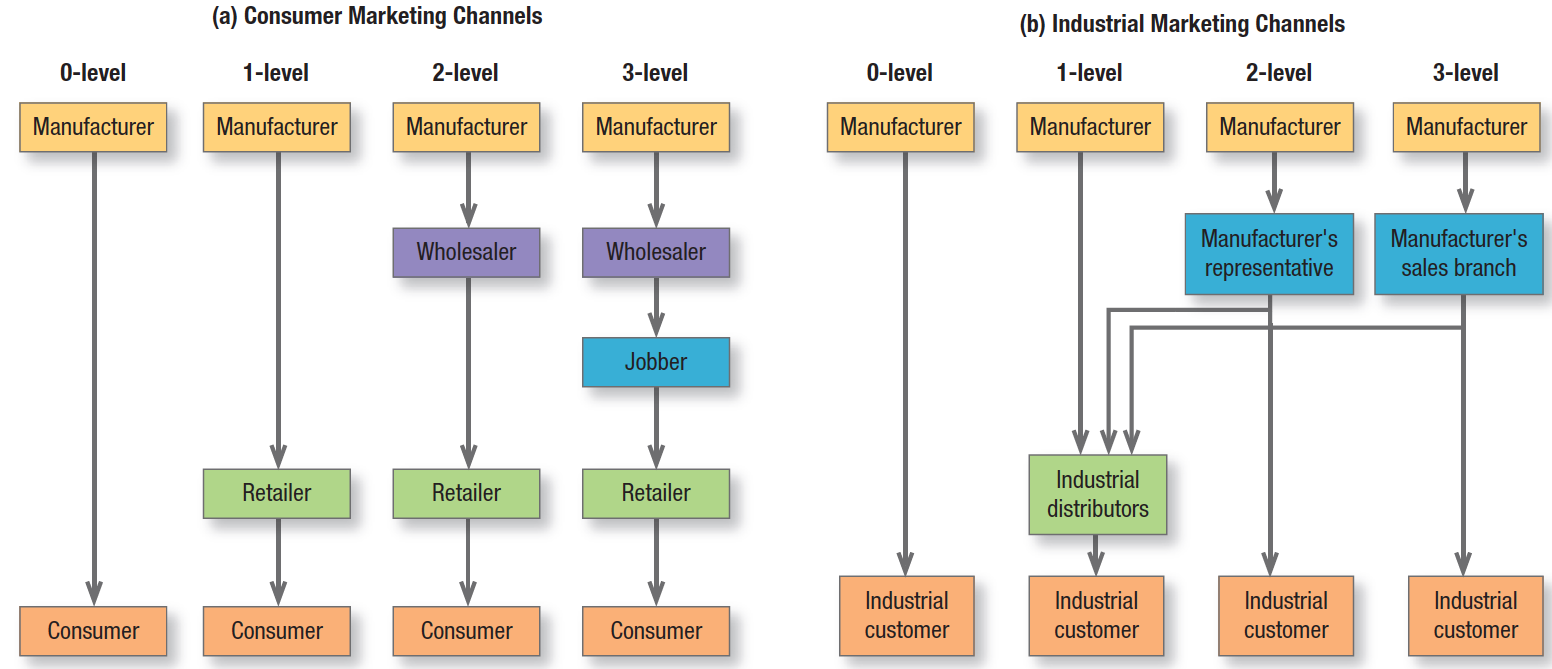 (a) Consumer Marketing Channels
0-level
1-level
2-level
3-level
Manufacturer
Manufacturer
Manufacturer
Manufacturer
Wholesaler
Wholesaler
Jobber
Retailer
Retailer
Retailer
Consumer
Consumer
Consumer
Consumer
(b) Industrial Marketing Channels
0-level
1-level
2-level
3-level
Manufacturer
Manufacturer
Manufacturer
Manufacturer
Manufacturer's
representative
Manufacturer's
sales branch
Industrial
distributors
Industrial
customer
Industrial
customer
Industrial
customer
Industrial
customer